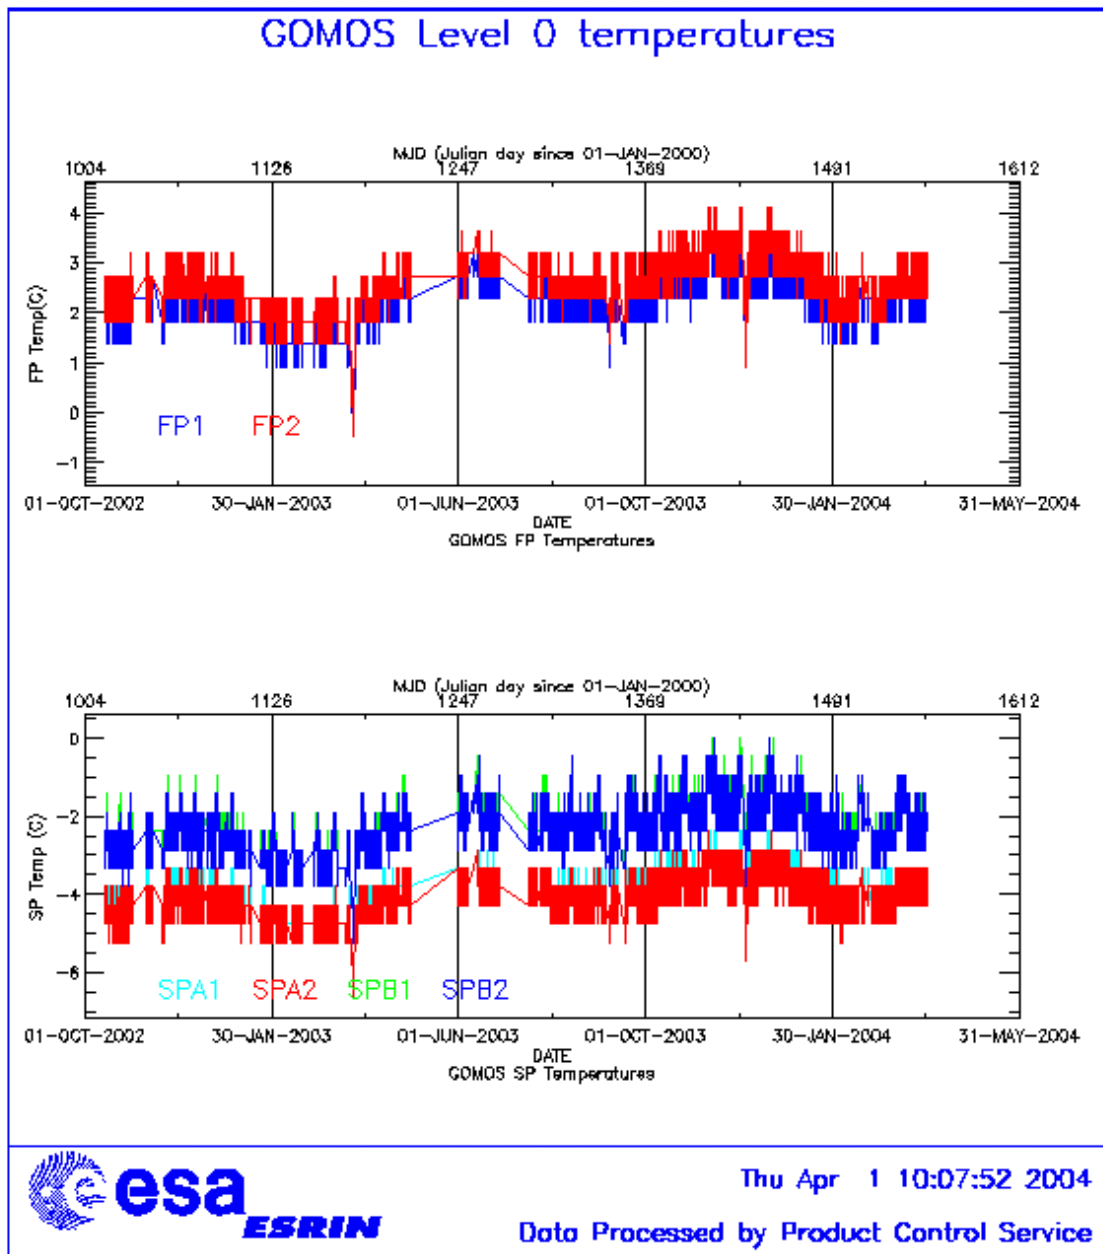 GOMOS Level 0 temperatures
MJD (Julian day since 01-JAN-2000)
1004 1126 1247 1369 1491 1612
4
3
2
1
0
-1
FP Temp(C)
FP1 FP2
01-OCT-2002 30-JAN-2003 01-JUN-2003 01-OCT-2003 30-JAN-2004 31-MAY-2004
DATE
GOMOS FP Temperatures
MJD (Julian day since 01-JAN-2000)
1004 1126 1247 1369 1491 1612
0
-2
-4
-6
SP Temp (C)
SPA1 SPA2 SPB1 SPB2
01-OCT-2002 30-JAN-2003 01-JUN-2003 01-OCT-2003 30-JAN-2004 31-MAY-2004
DATE
GOMOS SP Temperatures
esa
ESRIN
Thu Apr 1 10:07:52 2004
Data Processed by Product Control Service